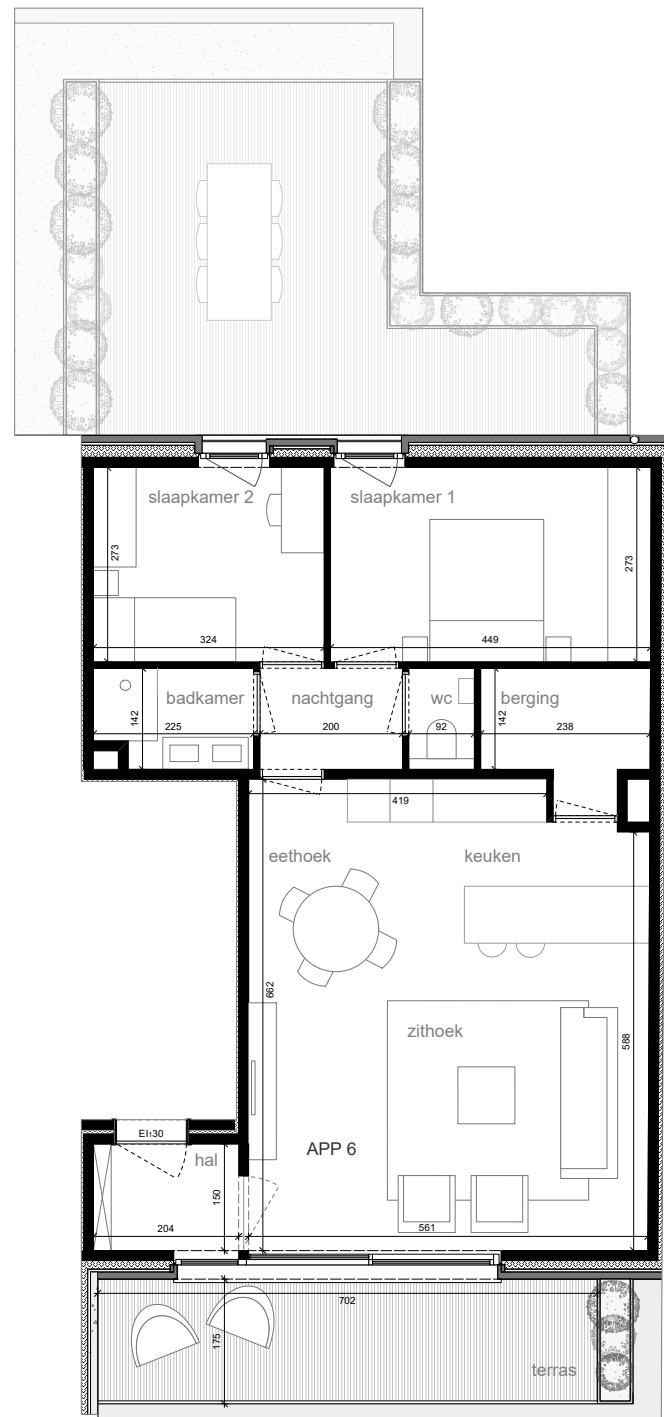 slaapkamer 2
slaapkamer 1
273
273
324
449
badkamer
nachtgang
wc
berging
142
142
225
200
92
238
419
eethoek
keuken
662
588
zithoek
APP 6
EI₁30
hal
150
204
561
702
175
terras